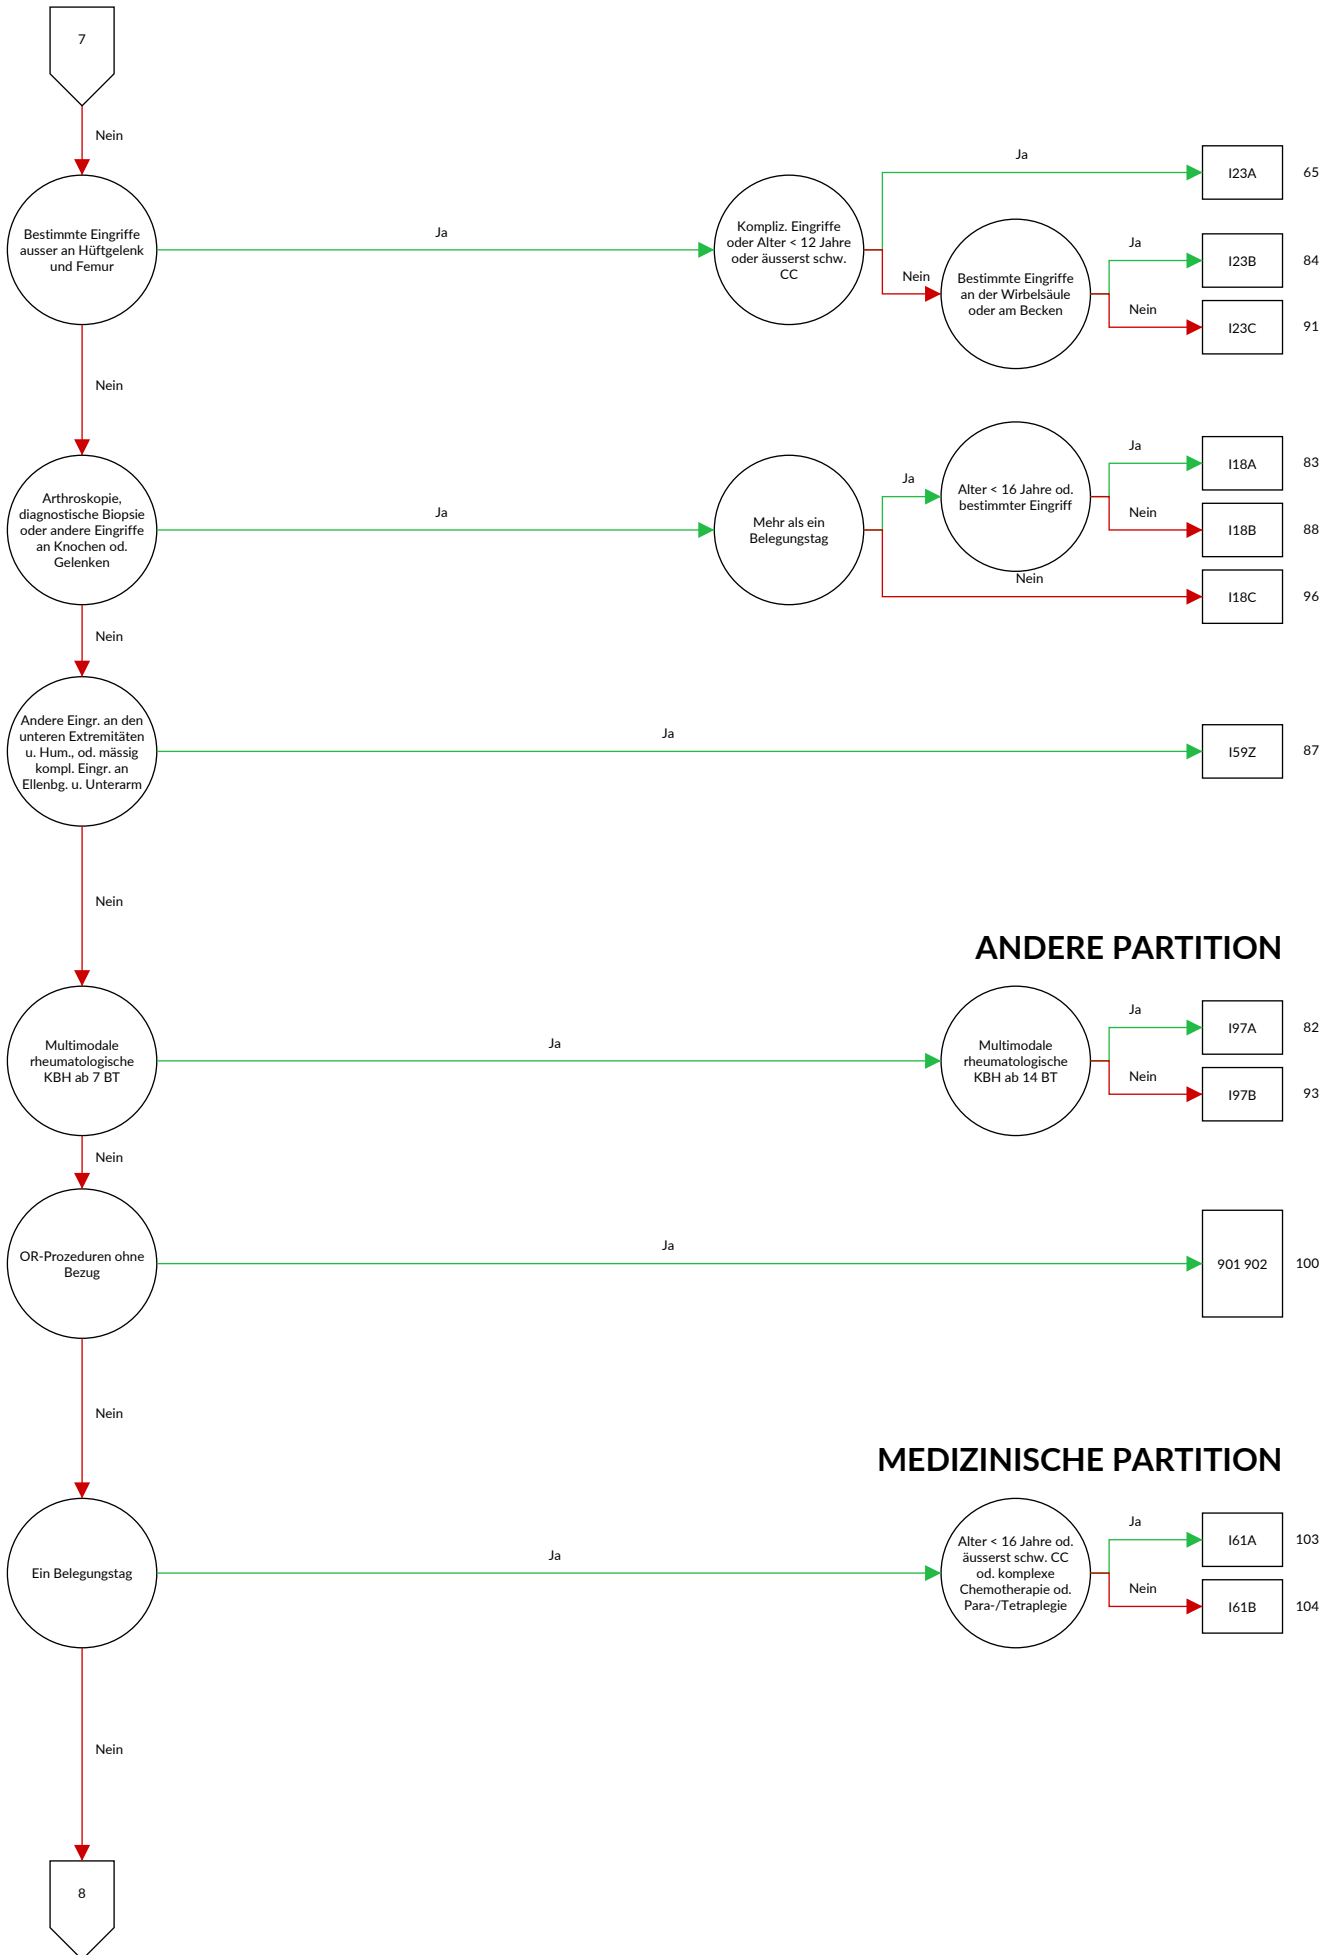 7
Nein
Bestimmte Eingriffe
ausser an Hüftgelenk
und Femur
Ja
Kompliz. Eingriffe
oder Alter < 12 Jahre
oder äusserst schw.
CC
Ja
I23A
65
Nein
Bestimmte Eingriffe
an der Wirbelsäule
oder am Becken
Ja
I23B
84
Nein
I23C
91
Nein
Arthroskopie,
diagnostische Biopsie
oder andere Eingriffe
an Knochen od.
Gelenken
Ja
Mehr als ein
Belegungstag
Ja
Alter < 16 Jahre od.
bestimmter Eingriff
Ja
I18A
83
Nein
I18B
88
Nein
I18C
96
Nein
Andere Eingr. an den
unteren Extremitäten
u. Hum., od. mässig
kompl. Eingr. an
Ellenbg. u. Unterarm
Ja
I59Z
87
Nein
ANDERE PARTITION
Multimodale
rheumatologische
KBH ab 7 BT
Ja
Multimodale
rheumatologische
KBH ab 14 BT
Ja
I97A
82
Nein
I97B
93
Nein
OR-Prozeduren ohne
Bezug
Ja
901 902
100
Nein
MEDIZINISCHE PARTITION
Ein Belegungstag
Ja
Alter < 16 Jahre od.
äusserst schw. CC
od. komplexe
Chemotherapie od.
Para-/Tetraplegie
Ja
I61A
103
Nein
I61B
104
Nein
8